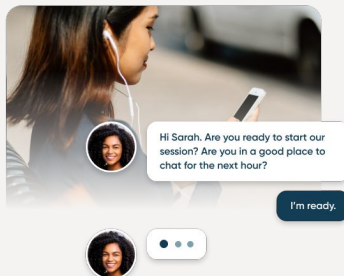 Hi Sarah. Are you ready to start our
session? Are you in a good place to
chat for the next hour?
I'm ready.